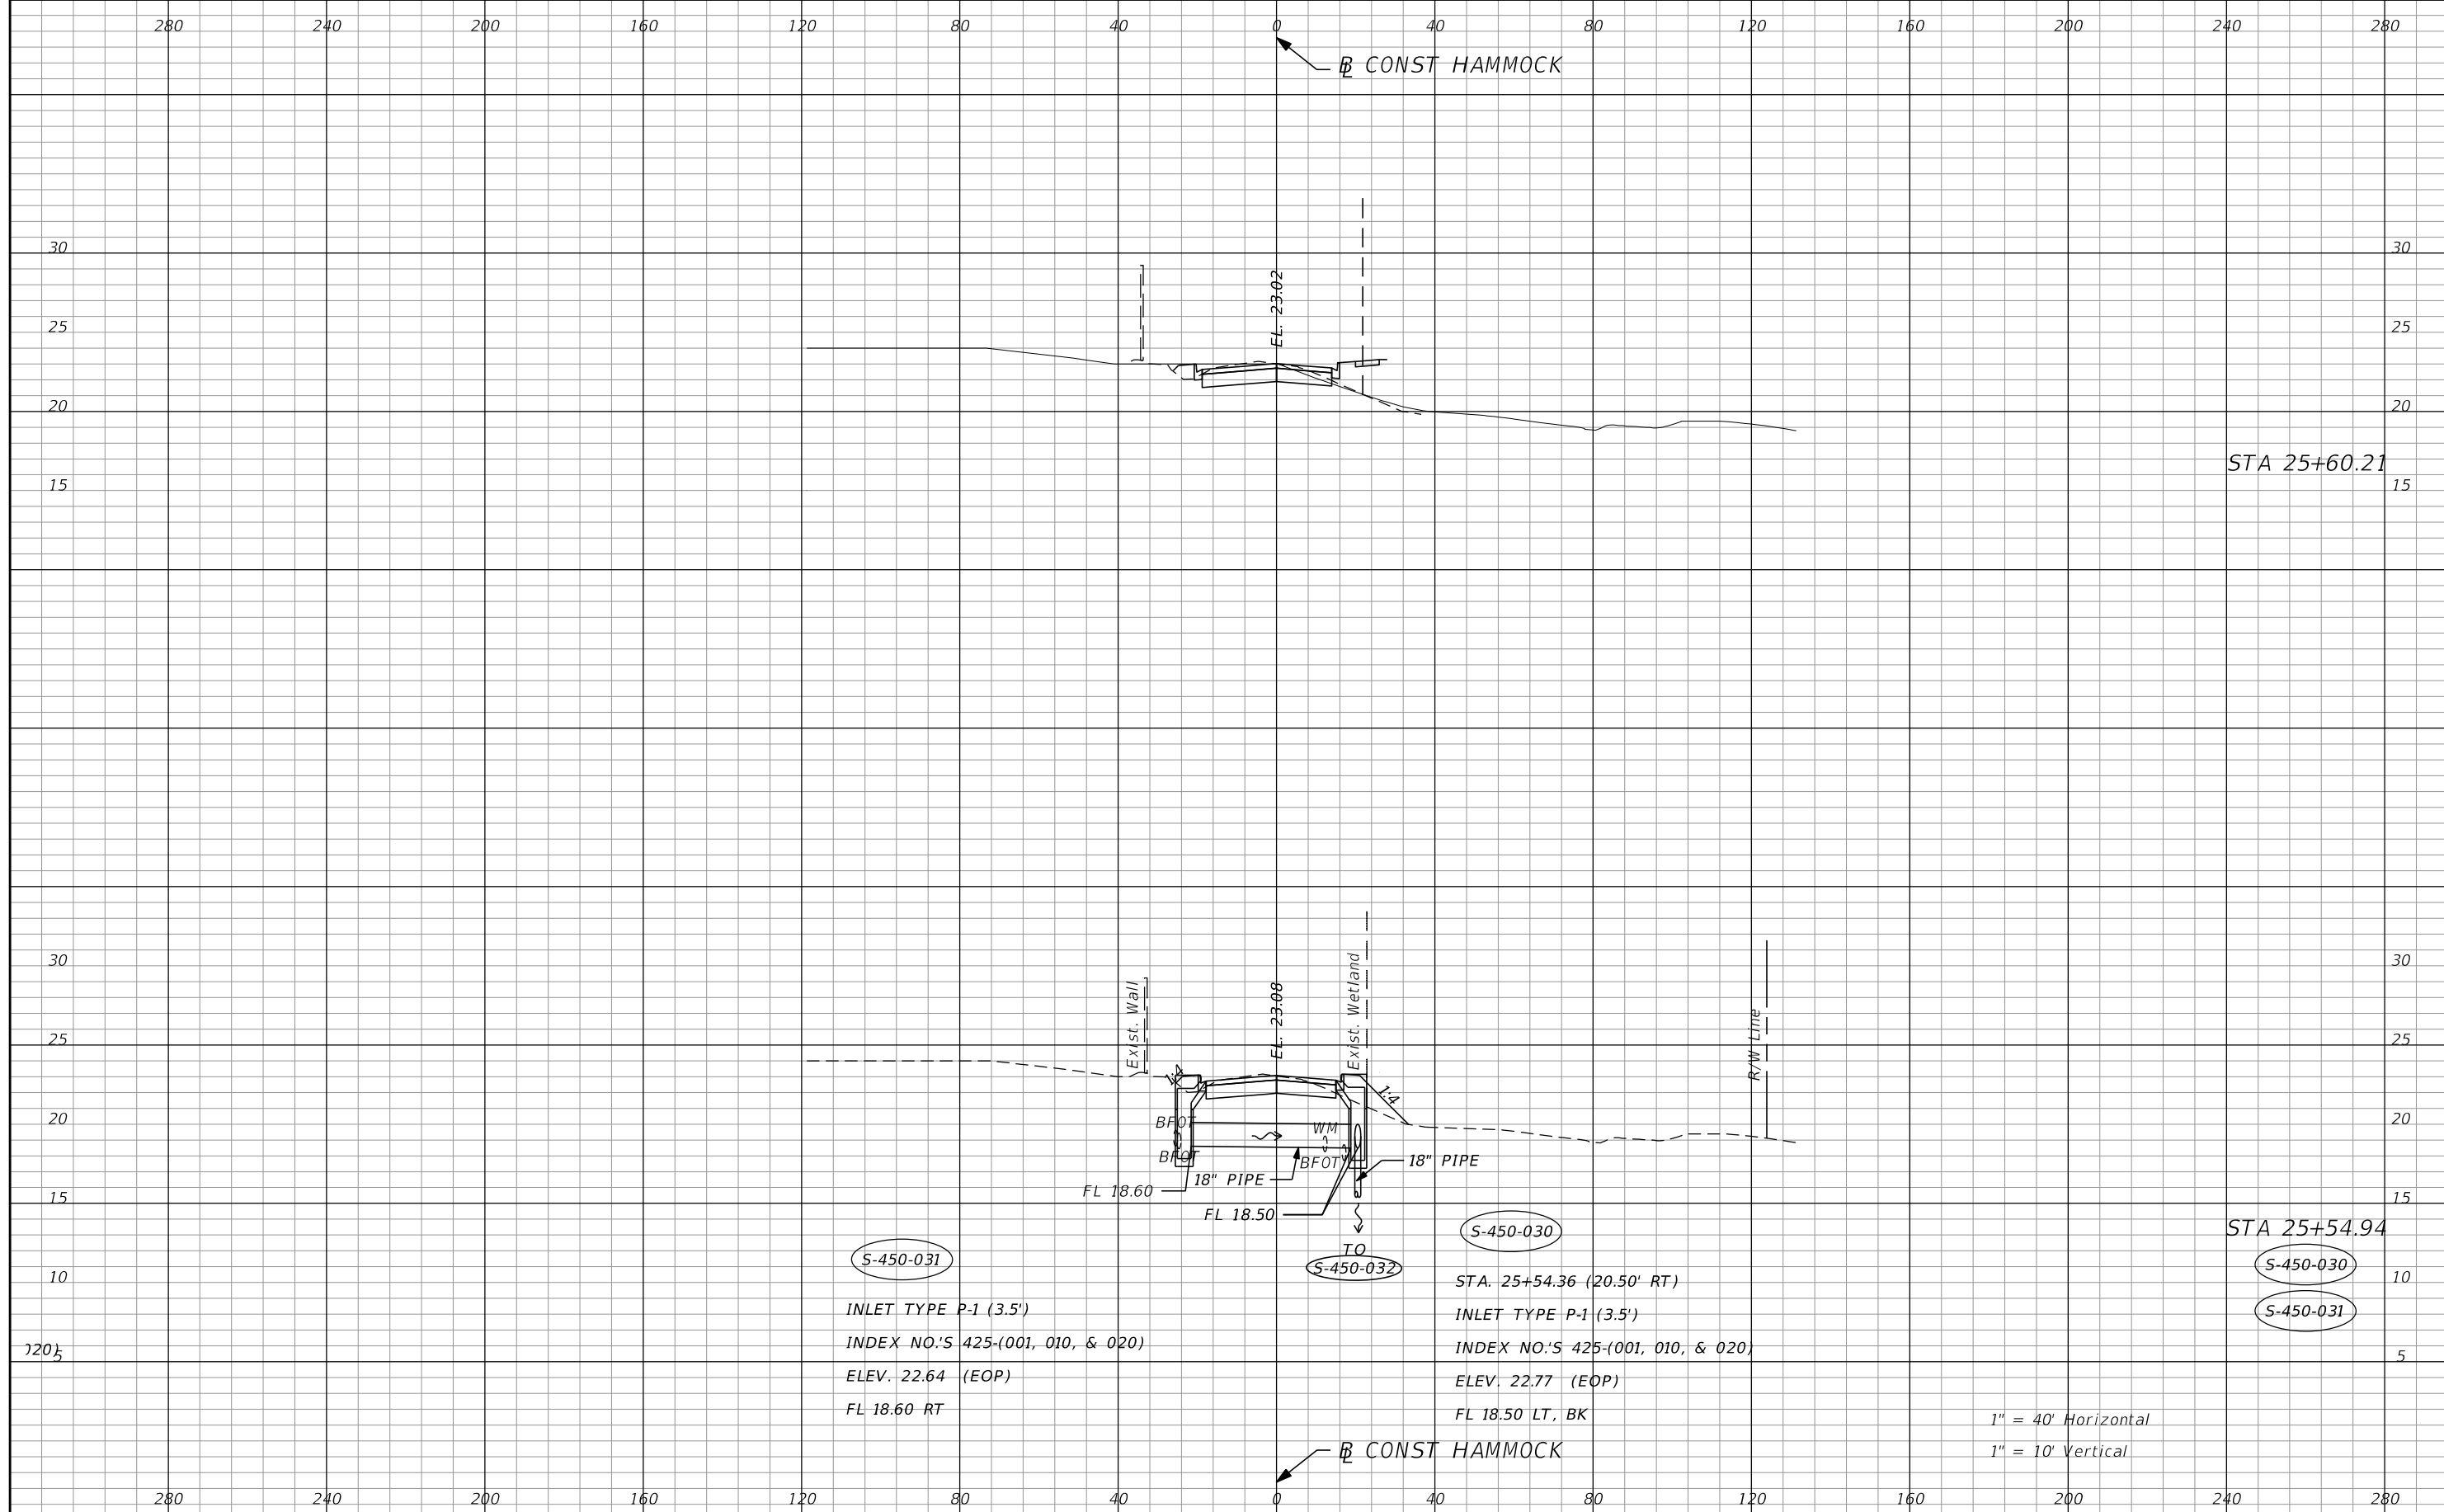 280 240 200 160 120 80 40 0 40 80 120 160 200 240 280
B
L CONST HAMMOCK
30 30
EL. 23.02
25 25
20 20
STA 25+60.21
15 15
30 30
Exist. Wall
EL. 23.08
Exist. Wetland
R/W Line
25 25
1:4
20 20
BFOT
WM
BFOT
BFOT
18" PIPE
18" PIPE
FL 18.60
15 15
FL 18.50
S-450-030
STA 25+54.94
TO
S-450-031
S-450-032
S-450-030
10 10
STA. 25+54.36 (20.50' RT)
INLET TYPE P-1 (3.5')
INLET TYPE P-1 (3.5')
S-450-031
INDEX NO.'S 425-(001, 010, & 020)
INDEX NO.'S 425-(001, 010, & 020)
020)
5 5
ELEV. 22.64 (EOP)
ELEV. 22.77 (EOP)
FL 18.60 RT
FL 18.50 LT, BK
1" = 40' Horizontal
B
L CONST HAMMOCK
1" = 10' Vertical
280 240 200 160 120 80 40 0 40 80 120 160 200 240 280